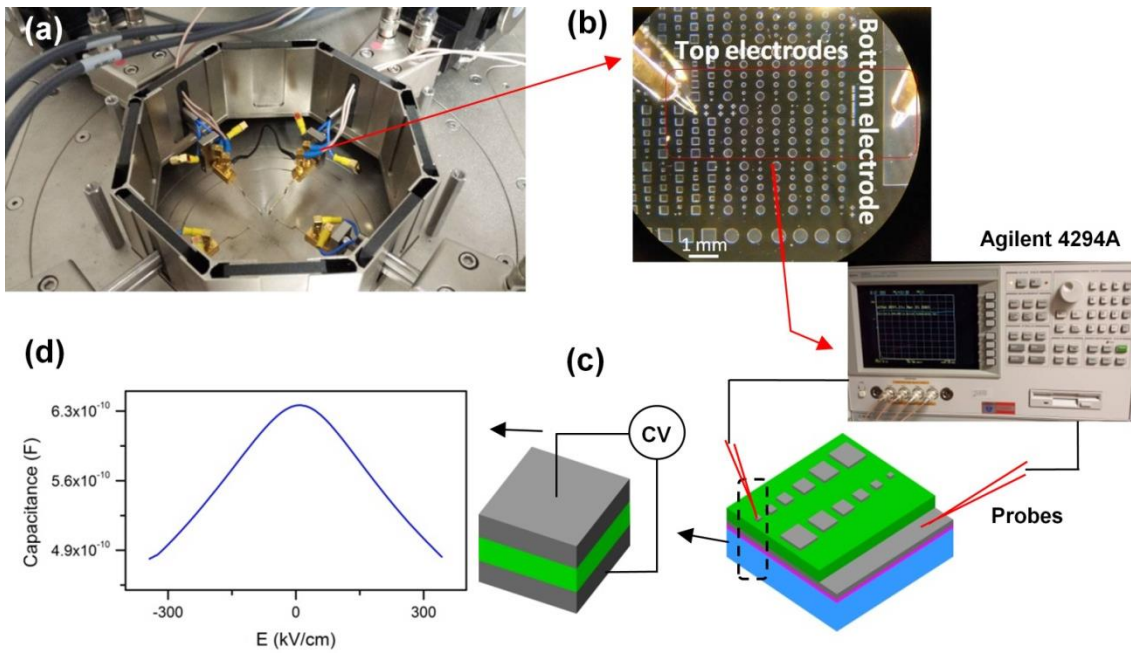 (a)
(b)
Top electrodes
Bottom electrode
1 mm
Agilent 4294A
(d)
(c)
6.3x10⁻¹⁰
5.6x10⁻¹⁰
4.9x10⁻¹⁰
Capacitance (F)
-300
0
300
E (kV/cm)
CV
Probes